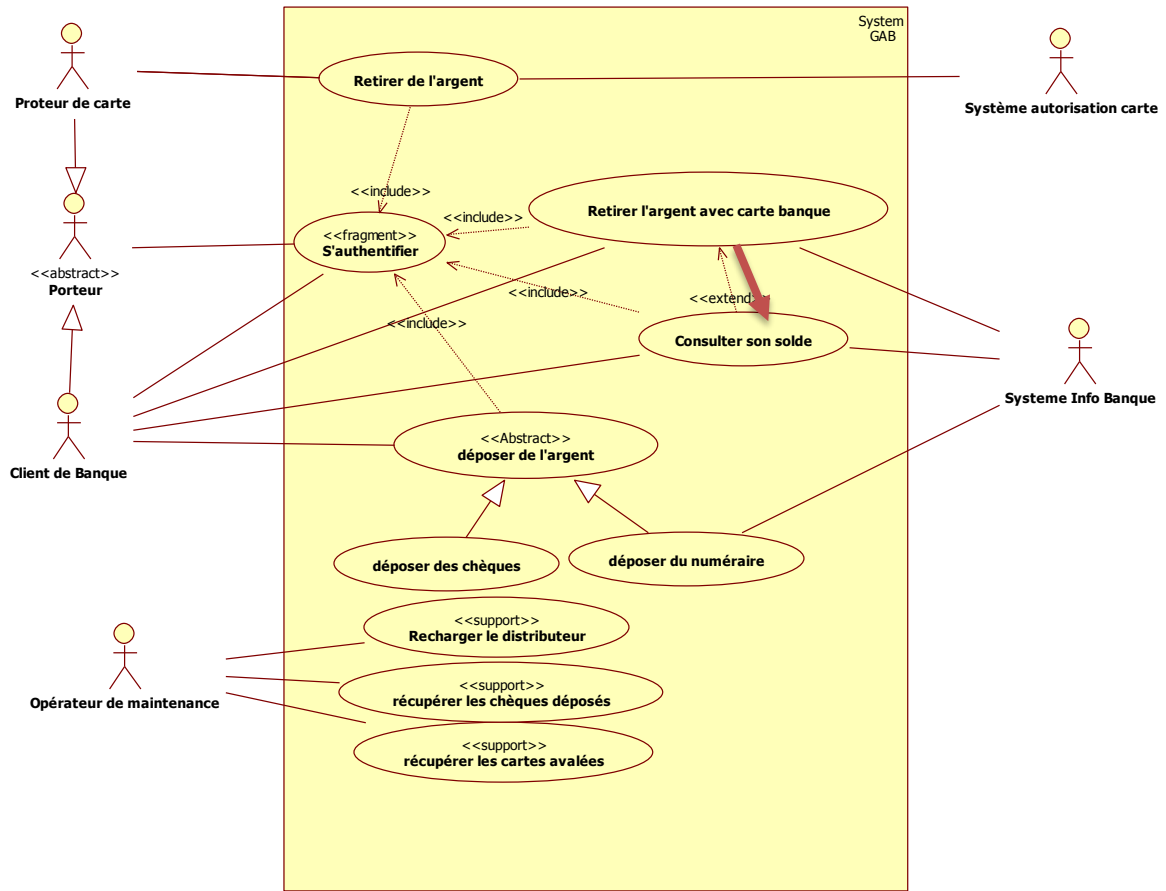 System
GAB
Proteur de carte
Retirer de l'argent
Système autorisation carte
<<include>>
<<abstract>>
Porteur
<<fragment>>
S'authentifier
<<include>>
Retirer l'argent avec carte banque
<<include>>
<<extend>>
<<include>>
Consulter son solde
Systeme Info Banque
Client de Banque
<<Abstract>>
déposer de l'argent
déposer des chèques
déposer du numéraire
<<support>>
Recharger le distributeur
Opérateur de maintenance
<<support>>
récupérer les chèques déposés
<<support>>
récupérer les cartes avalées